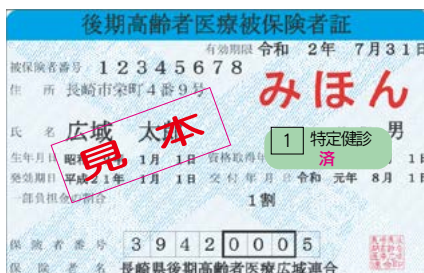 後期高齢者医療被保険者証
有効期限 令和 2年 7月31日
被保険者番号 12345678
みほん
住 所 長崎市栄町4番9号
氏 名 広域 太郎 男
見本
1 特定健診
済
生年月日 昭和 年 1月 1日 資格取得年 1日
発効期日 平成21年 1月 1日 交付年月日 令和 元年 8月 1日
一部負担金の割合 1割
保険者番号 39420005
保険者名 長崎県後期高齢者医療広域連合